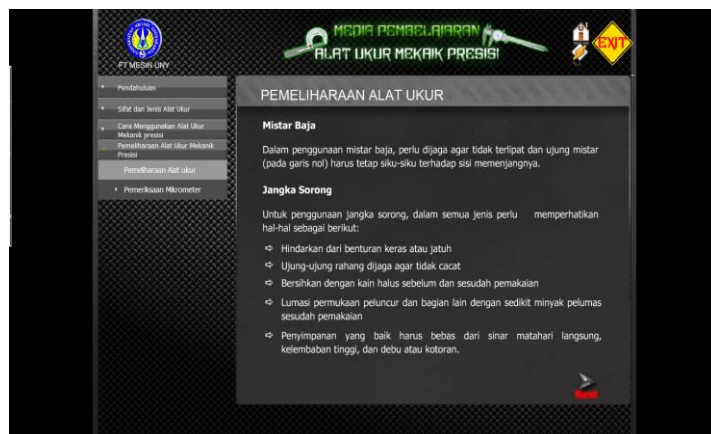 MEDIA PEMBELAJARAN
ALAT UKUR MEKAIK PRESISI
EXIT
FT MESIN UNY
Pendahuluan
Sifat dan Jenis Alat Ukur
Cara Menggunakan Alat Ukur
Mekanik presisi
Pemeliharaan Alat Ukur Mekanik
Presisi
Pemeliharaan Alat ukur
Pemeriksaan Mikrometer
PEMELIHARAAN ALAT UKUR
Mistar Baja
Dalam penggunaan mistar baja, perlu dijaga agar tidak terlipat dan ujung mistar
(pada garis nol) harus tetap siku-siku terhadap sisi memenjangnya.
Jangka Sorong
Untuk penggunaan jangka sorong, dalam semua jenis perlu memperhatikan
hal-hal sebagai berikut:
⇨ Hindarkan dari benturan keras atau jatuh
⇨ Ujung-ujung rahang dijaga agar tidak cacat
⇨ Bersihkan dengan kain halus sebelum dan sesudah pemakaian
⇨ Lumasi permukaan peluncur dan bagian lain dengan sedikit minyak pelumas
sesudah pemakaian
⇨ Penyimpanan yang baik harus bebas dari sinar matahari langsung,
kelembaban tinggi, dan debu atau kotoran.
Next